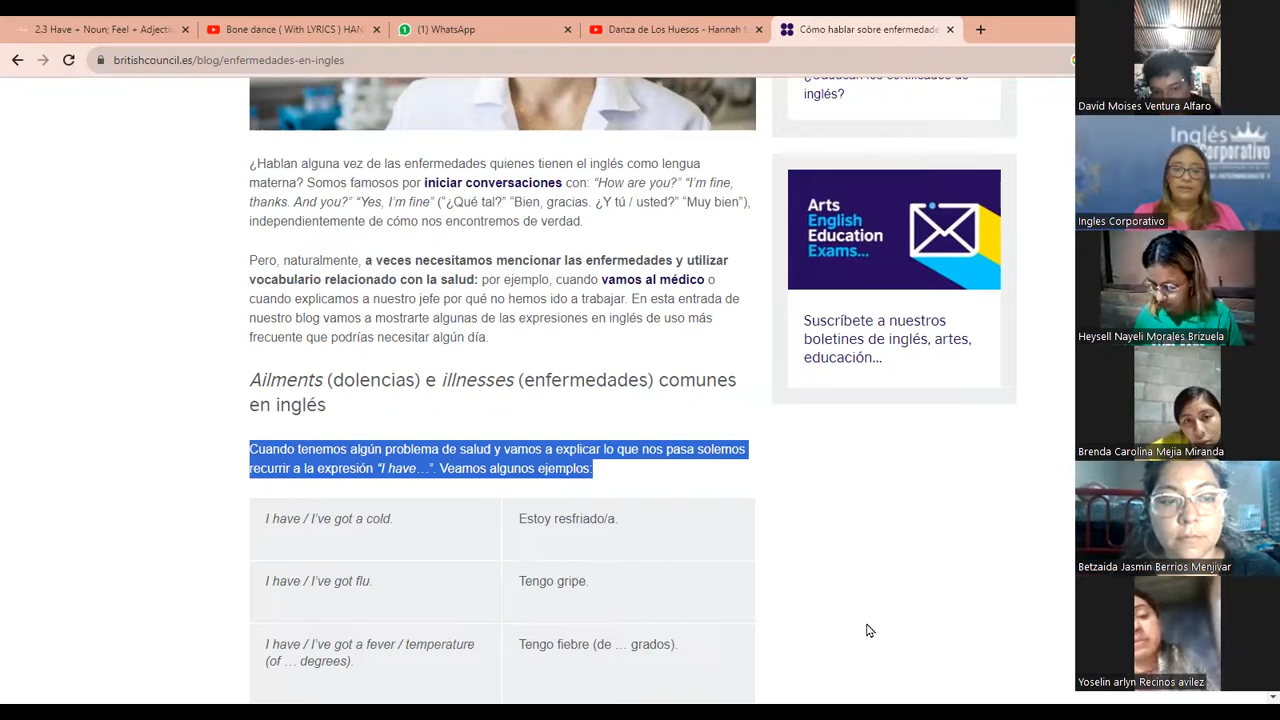 2.3 Have + Noun; Feel + Adjecti
Bone dance ( With LYRICS ) HAN
(1) WhatsApp
Danza de Los Huesos - Hannah
Cómo hablar sobre enfermedade
britishcouncil.es/blog/enfermedades-en-ingles
inglés?
¿Hablan alguna vez de las enfermedades quienes tienen el inglés como lengua
materna? Somos famosos por iniciar conversaciones con: “How are you?” “I’m fine,
thanks. And you?” “Yes, I’m fine” (“¿Qué tal?” “Bien, gracias. ¿Y tú / usted?” “Muy bien”),
independientemente de cómo nos encontremos de verdad.
Pero, naturalmente, a veces necesitamos mencionar las enfermedades y utilizar
vocabulario relacionado con la salud: por ejemplo, cuando vamos al médico o
cuando explicamos a nuestro jefe por qué no hemos ido a trabajar. En esta entrada de
nuestro blog vamos a mostrarte algunas de las expresiones en inglés de uso más
frecuente que podrías necesitar algún día.
Ailments (dolencias) e illnesses (enfermedades) comunes
en inglés
Cuando tenemos algún problema de salud y vamos a explicar lo que nos pasa solemos
recurrir a la expresión “I have…”. Veamos algunos ejemplos:
I have / I’ve got a cold.
Estoy resfriado/a.
I have / I’ve got flu.
Tengo gripe.
I have / I’ve got a fever / temperature
(of … degrees).
Tengo fiebre (de … grados).
Arts
English
Education
Exams...
Suscríbete a nuestros
boletines de inglés, artes,
educación...
David Moises Ventura Alfaro
Inglés
Corporativo
Ingles Corporativo
Heysell Nayeli Morales Brizuela
Brenda Carolina Mejia Miranda
Betzaida Jasmin Berrios Menjivar
Yoselin arlyn Recinos avilez